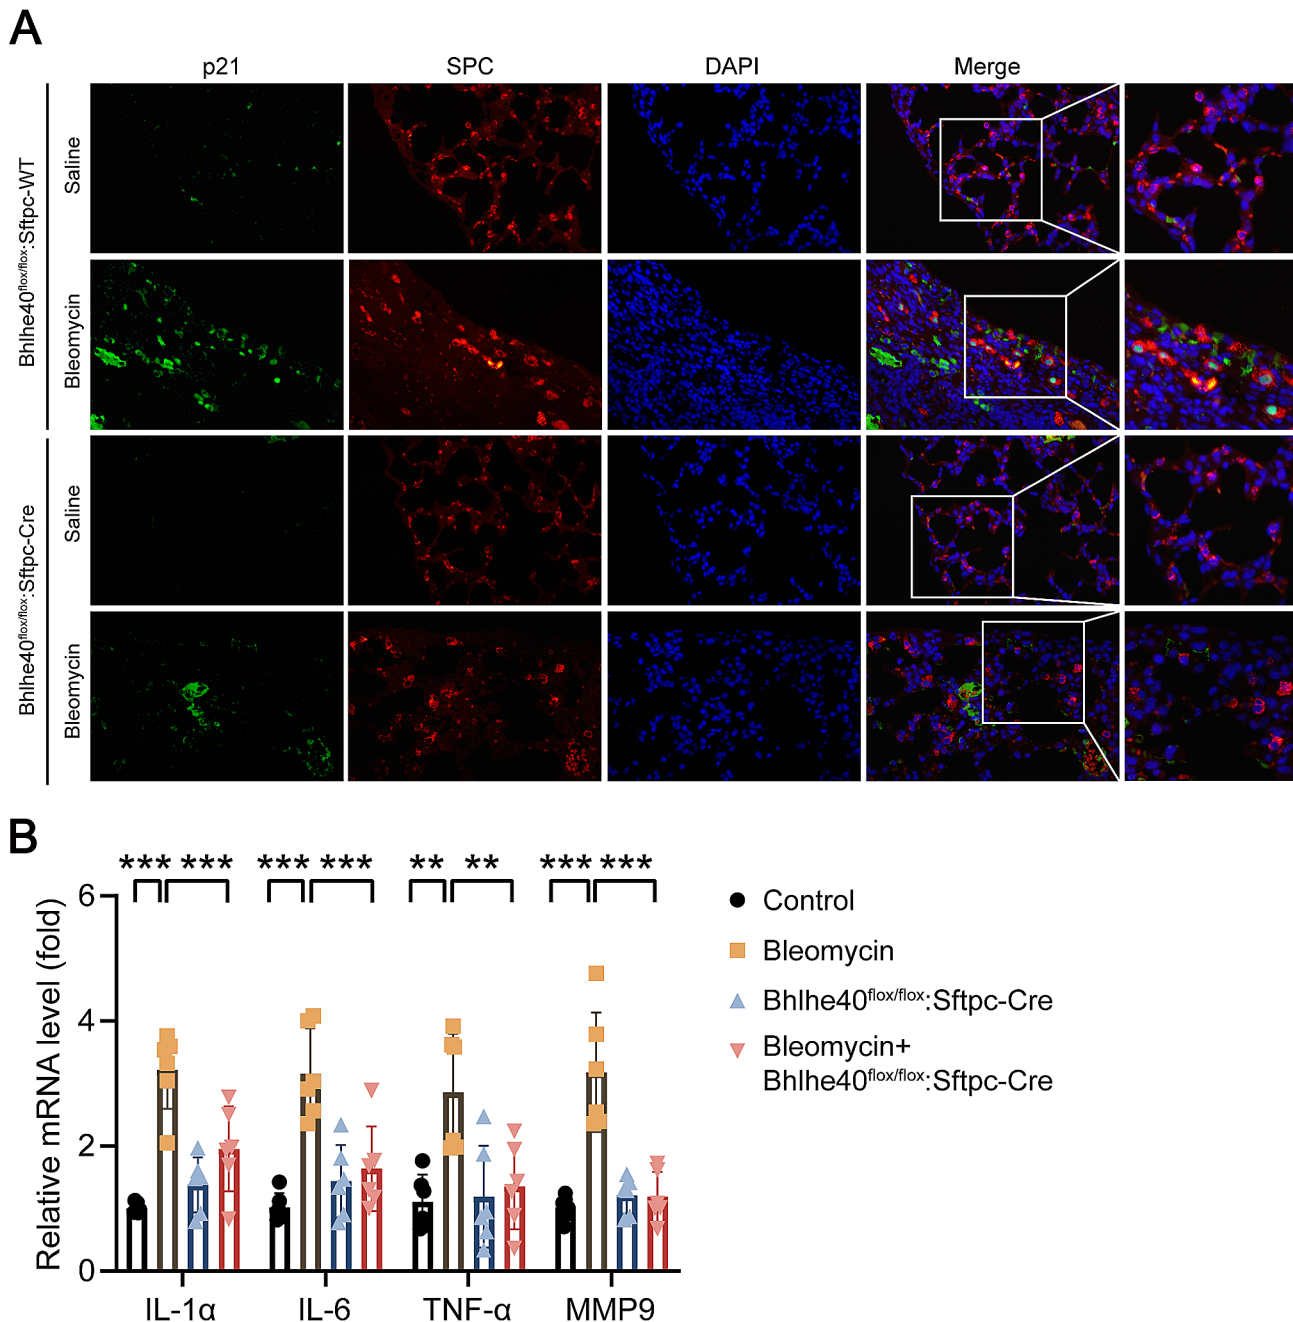 A
p21 SPC DAPI Merge
Bhlhe40flox/flox:Sftpc-WT
Saline
Bleomycin
Bhlhe40flox/flox:Sftpc-Cre
Saline
Bleomycin
B
*** *** *** *** ** ** *** ***
Relative mRNA level (fold)
6
4
2
0
IL-1α IL-6 TNF-α MMP9
Control
Bleomycin
Bhlhe40flox/flox:Sftpc-Cre
Bleomycin+
Bhlhe40flox/flox:Sftpc-Cre